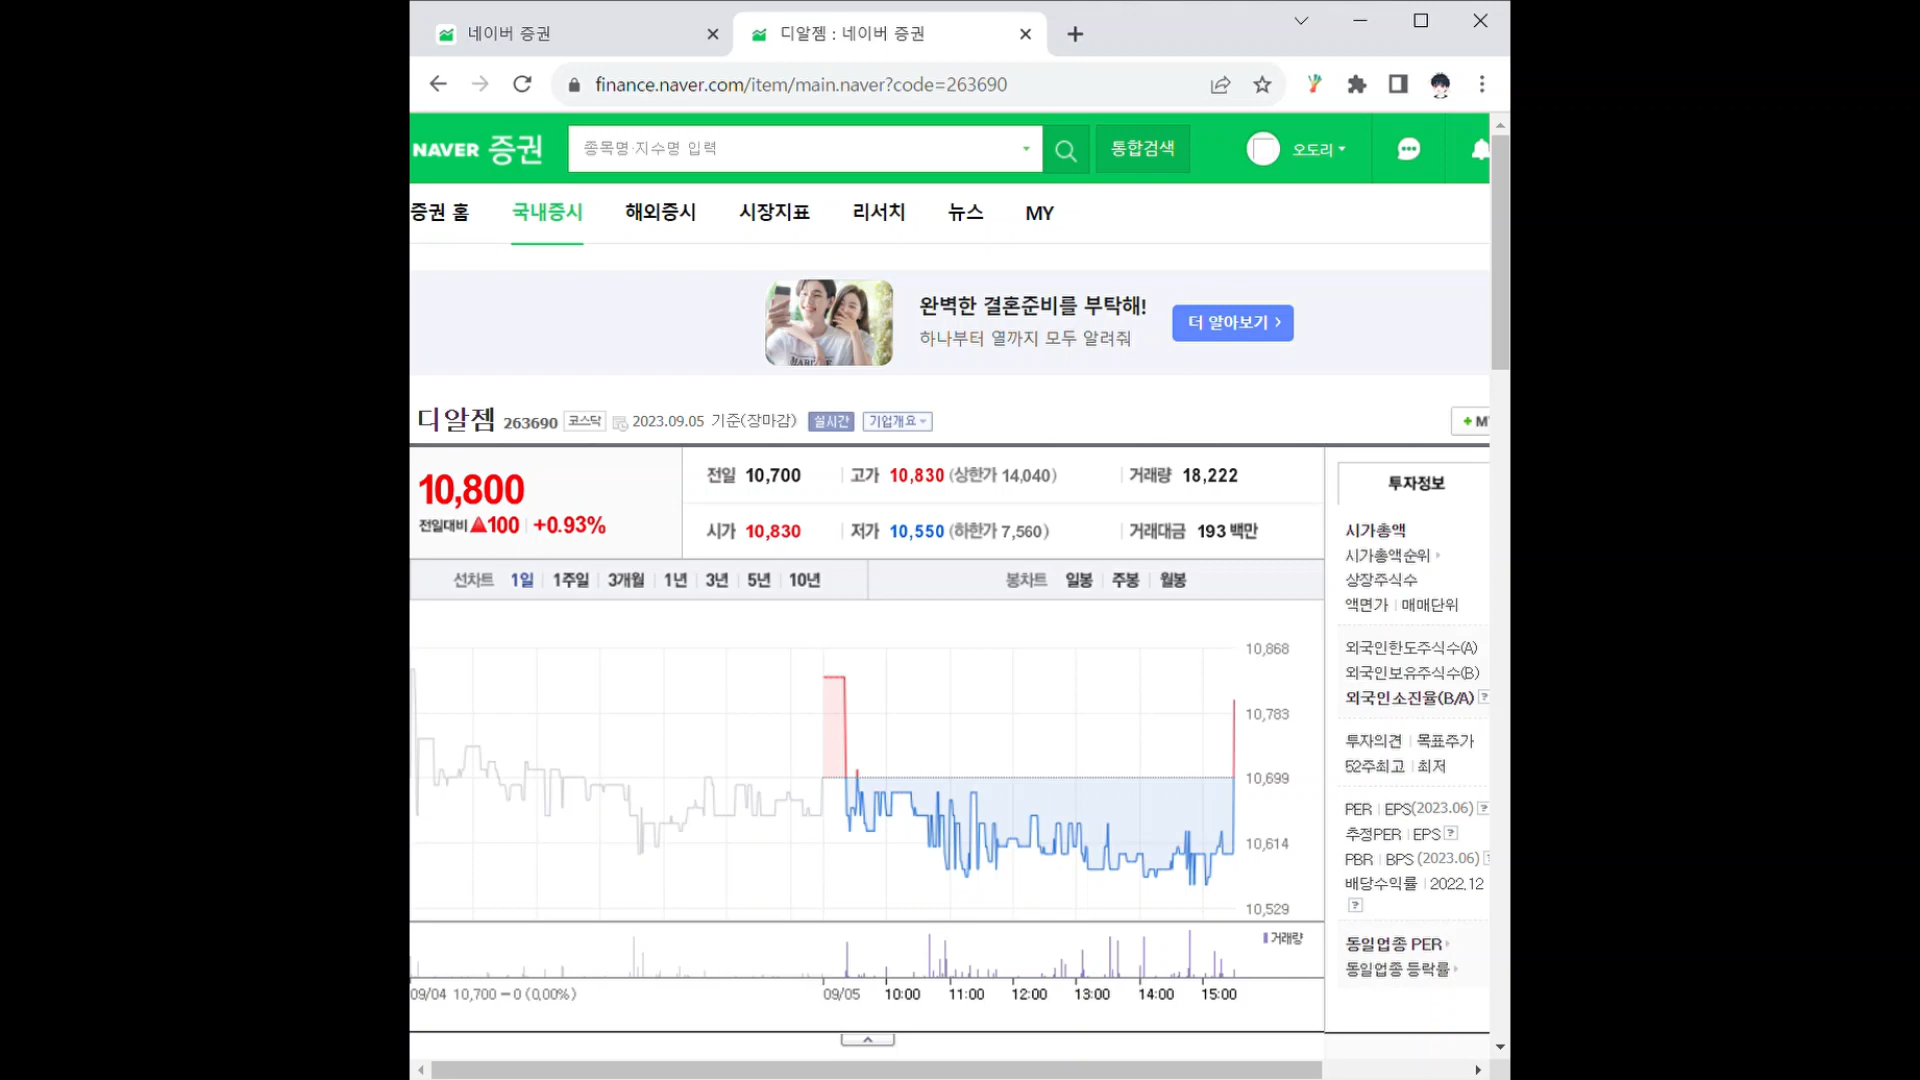 네이버 증권
디알젬 : 네이버 증권
finance.naver.com/item/main.naver?code=263690
NAVER 증권
종목명·지수명 입력
통합검색
오도리
증권 홈 국내증시 해외증시 시장지표 리서치 뉴스 MY
완벽한 결혼준비를 부탁해!
하나부터 열까지 모두 알려줘
더 알아보기 >
디알젬 263690 코스닥 2023.09.05 기준(장마감) 실시간 기업개요
+ M
10,800
전일대비 ▲100 +0.93%
전일 10,700 고가 10,830 (상한가 14,040) 거래량 18,222
시가 10,830 저가 10,550 (하한가 7,560) 거래대금 193 백만
선차트 1일 1주일 3개월 1년 3년 5년 10년
봉차트 일봉 주봉 월봉
10,868
10,783
10,699
10,614
10,529
거래량
09/04 10,700 ━0 (0.00%)
09/05 10:00 11:00 12:00 13:00 14:00 15:00
투자정보
시가총액
시가총액순위
상장주식수
액면가 | 매매단위
외국인한도주식수(A)
외국인보유주식수(B)
외국인소진율(B/A) ?
투자의견 | 목표주가
52주최고 | 최저
PER | EPS(2023.06) ?
추정PER | EPS ?
PBR | BPS (2023.06) ?
배당수익률 | 2022.12
?
동일업종 PER
동일업종 등락률